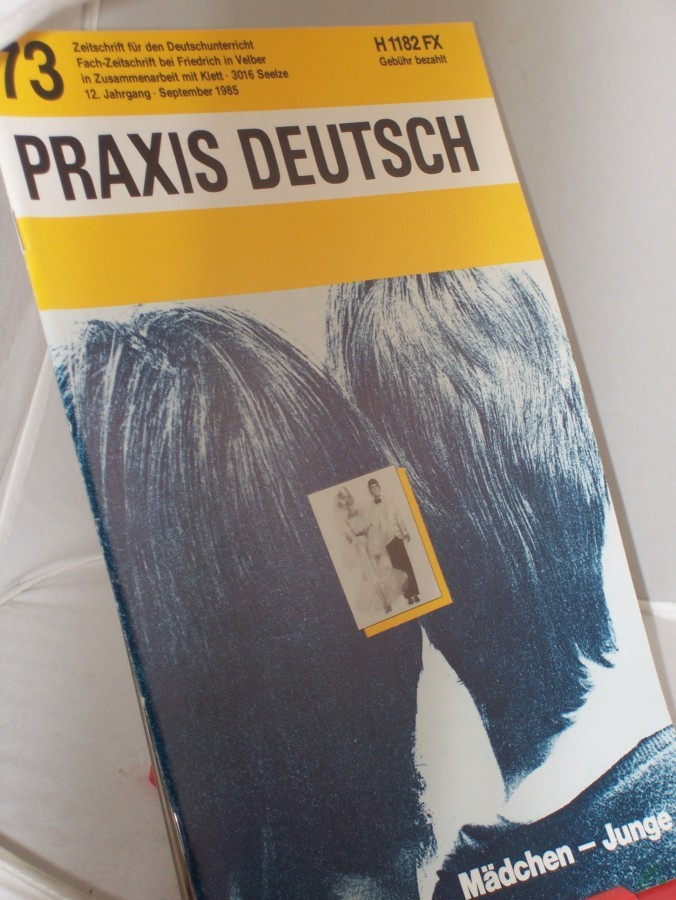 73
Zeitschrift für den Deutschunterricht
Fach-Zeitschrift bei Friedrich in Velber
in Zusammenarbeit mit Klett · 3016 Seelze
12. Jahrgang · September 1985
H 1182 FX
Gebühr bezahlt
PRAXIS DEUTSCH
Mädchen – Junge